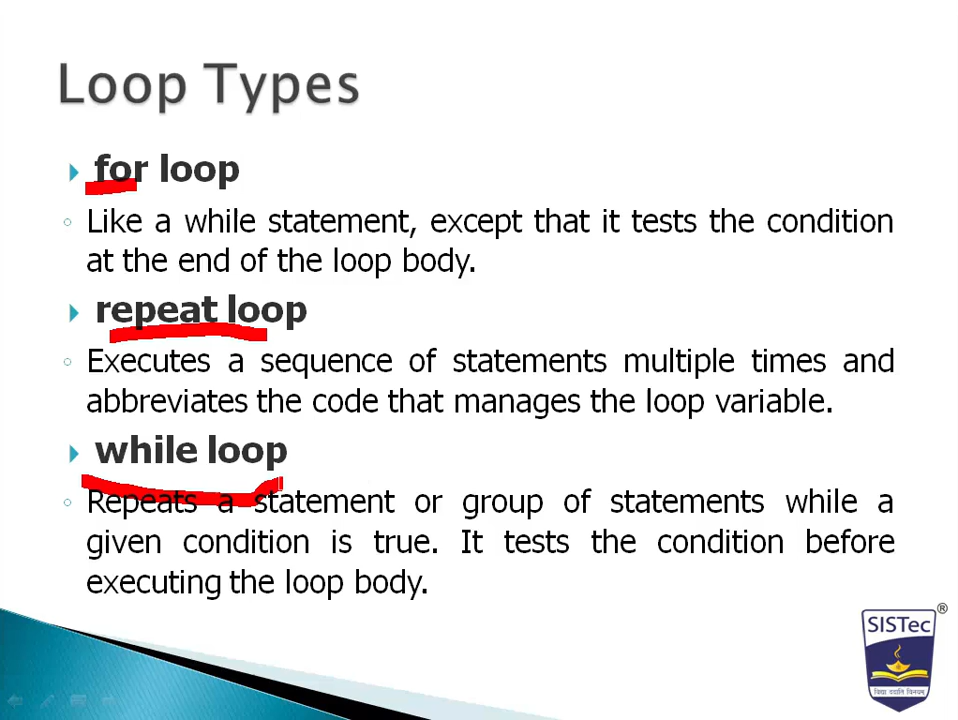 Loop Types
for loop
Like a while statement, except that it tests the condition
at the end of the loop body.
repeat loop
Executes a sequence of statements multiple times and
abbreviates the code that manages the loop variable.
while loop
Repeats a statement or group of statements while a
given condition is true. It tests the condition before
executing the loop body.
®
SISTec
विद्या ददाति विनयम्